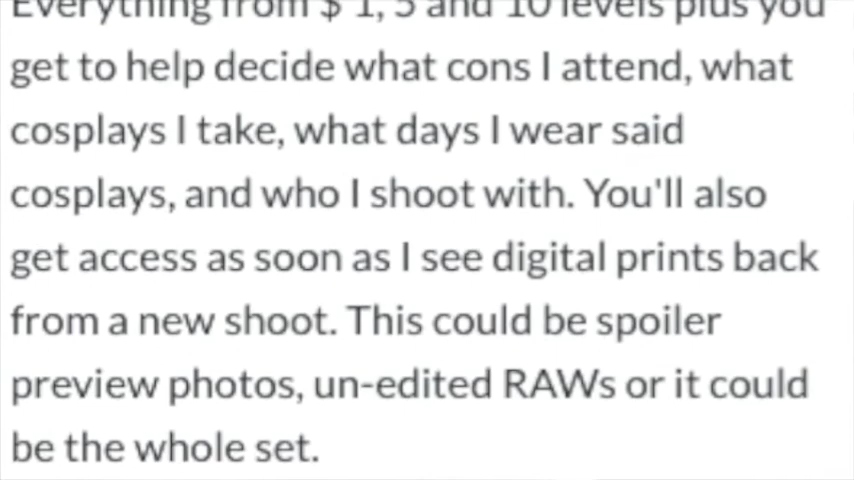 Everything from $ 1, 5 and 10 levels plus you
get to help decide what cons I attend, what
cosplays I take, what days I wear said
cosplays, and who I shoot with. You'll also
get access as soon as I see digital prints back
from a new shoot. This could be spoiler
preview photos, un-edited RAWs or it could
be the whole set.